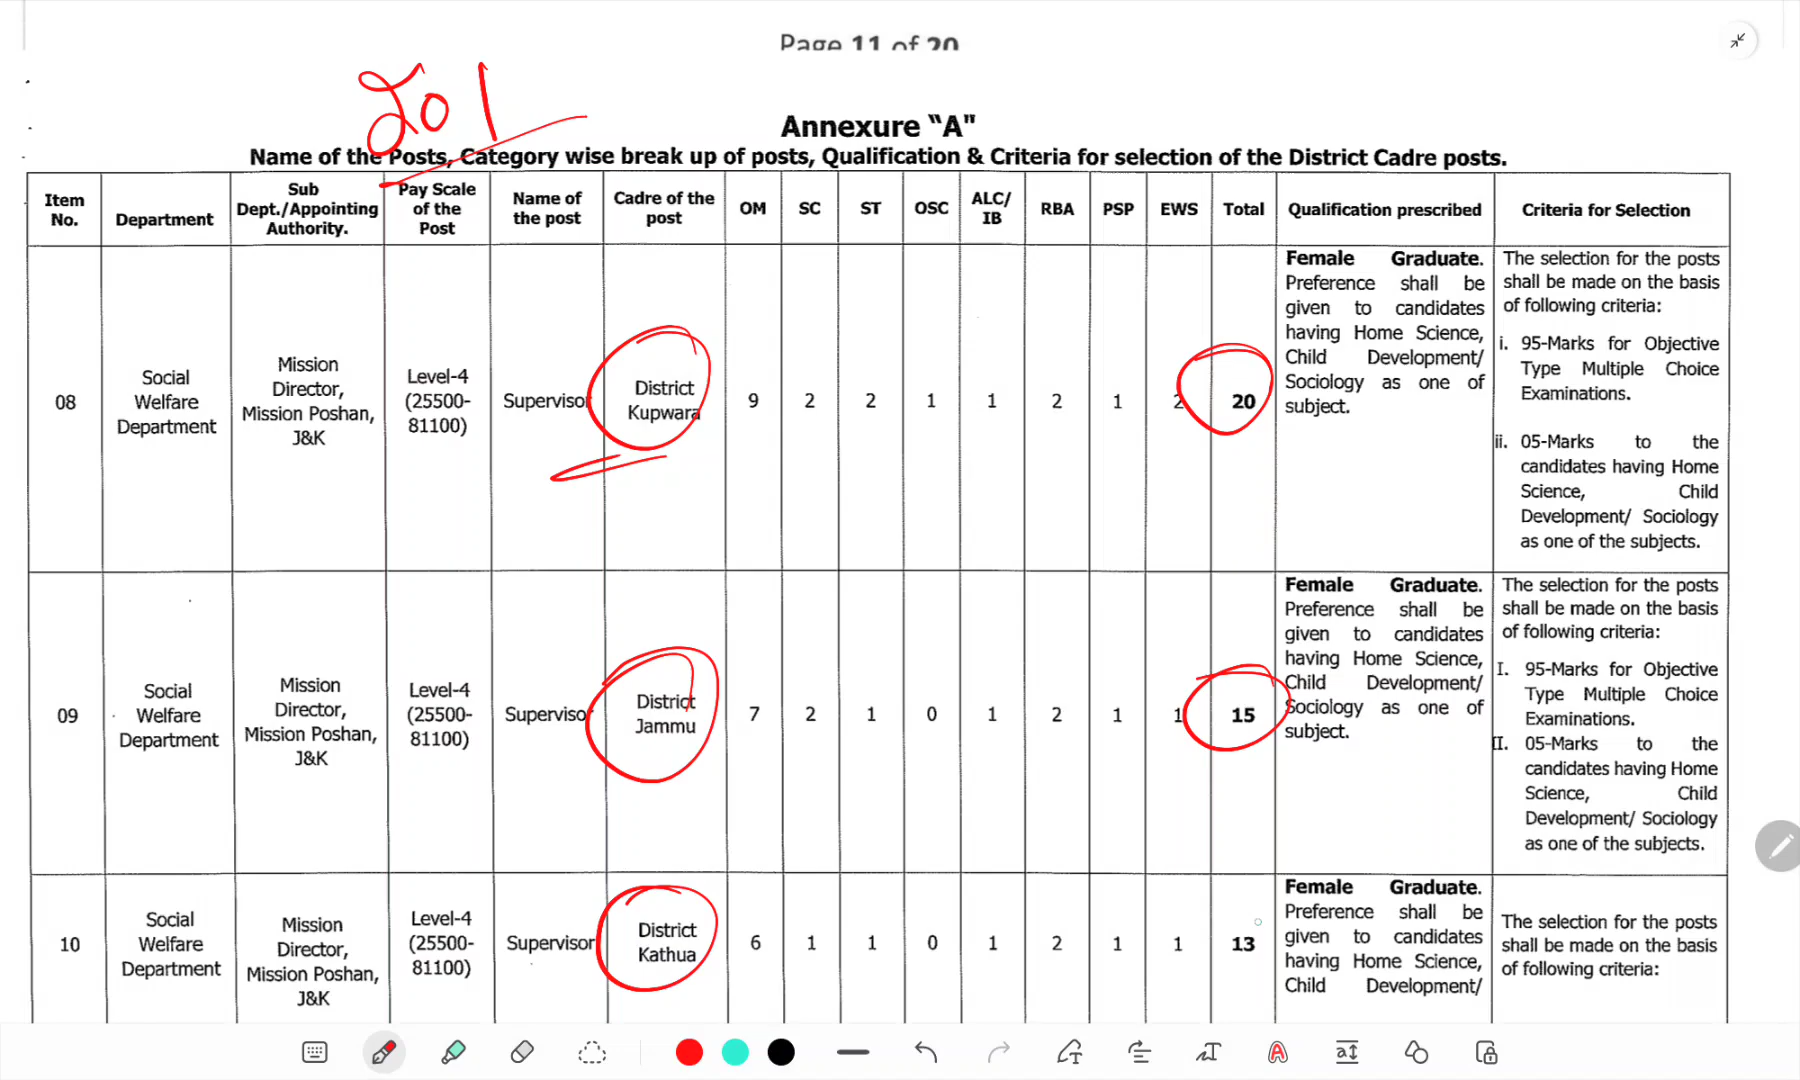 Page 11 of 20
201
Annexure "A"
Name of the Posts, Category wise break up of posts, Qualification & Criteria for selection of the District Cadre posts.
Item No. Department Sub Dept./Appointing Authority. Pay Scale of the Post Name of the post Cadre of the post OM SC ST OSC ALC/ IB RBA PSP EWS Total Qualification prescribed Criteria for Selection
08
Social
Welfare
Department
Mission
Director,
Mission Poshan,
J&K
Level-4
(25500-
81100)
Supervisor
District
Kupwara
9 2 2 1 1 2 1 2 20
Female Graduate.
Preference shall be
given to candidates
having Home Science,
Child Development/
Sociology as one of
subject.
The selection for the posts
shall be made on the basis
of following criteria:
i. 95-Marks for Objective
Type Multiple Choice
Examinations.
ii. 05-Marks to the
candidates having Home
Science, Child
Development/ Sociology
as one of the subjects.
09
Social
Welfare
Department
Mission
Director,
Mission Poshan,
J&K
Level-4
(25500-
81100)
Supervisor
District
Jammu
7 2 1 0 1 2 1 1 15
Female Graduate.
Preference shall be
given to candidates
having Home Science,
Child Development/
Sociology as one of
subject.
The selection for the posts
shall be made on the basis
of following criteria:
I. 95-Marks for Objective
Type Multiple Choice
Examinations.
II. 05-Marks to the
candidates having Home
Science, Child
Development/ Sociology
as one of the subjects.
10
Social
Welfare
Department
Mission
Director,
Mission Poshan,
J&K
Level-4
(25500-
81100)
Supervisor
District
Kathua
6 1 1 0 1 2 1 1 13
Female Graduate.
Preference shall be
given to candidates
having Home Science,
Child Development/
The selection for the posts
shall be made on the basis
of following criteria: